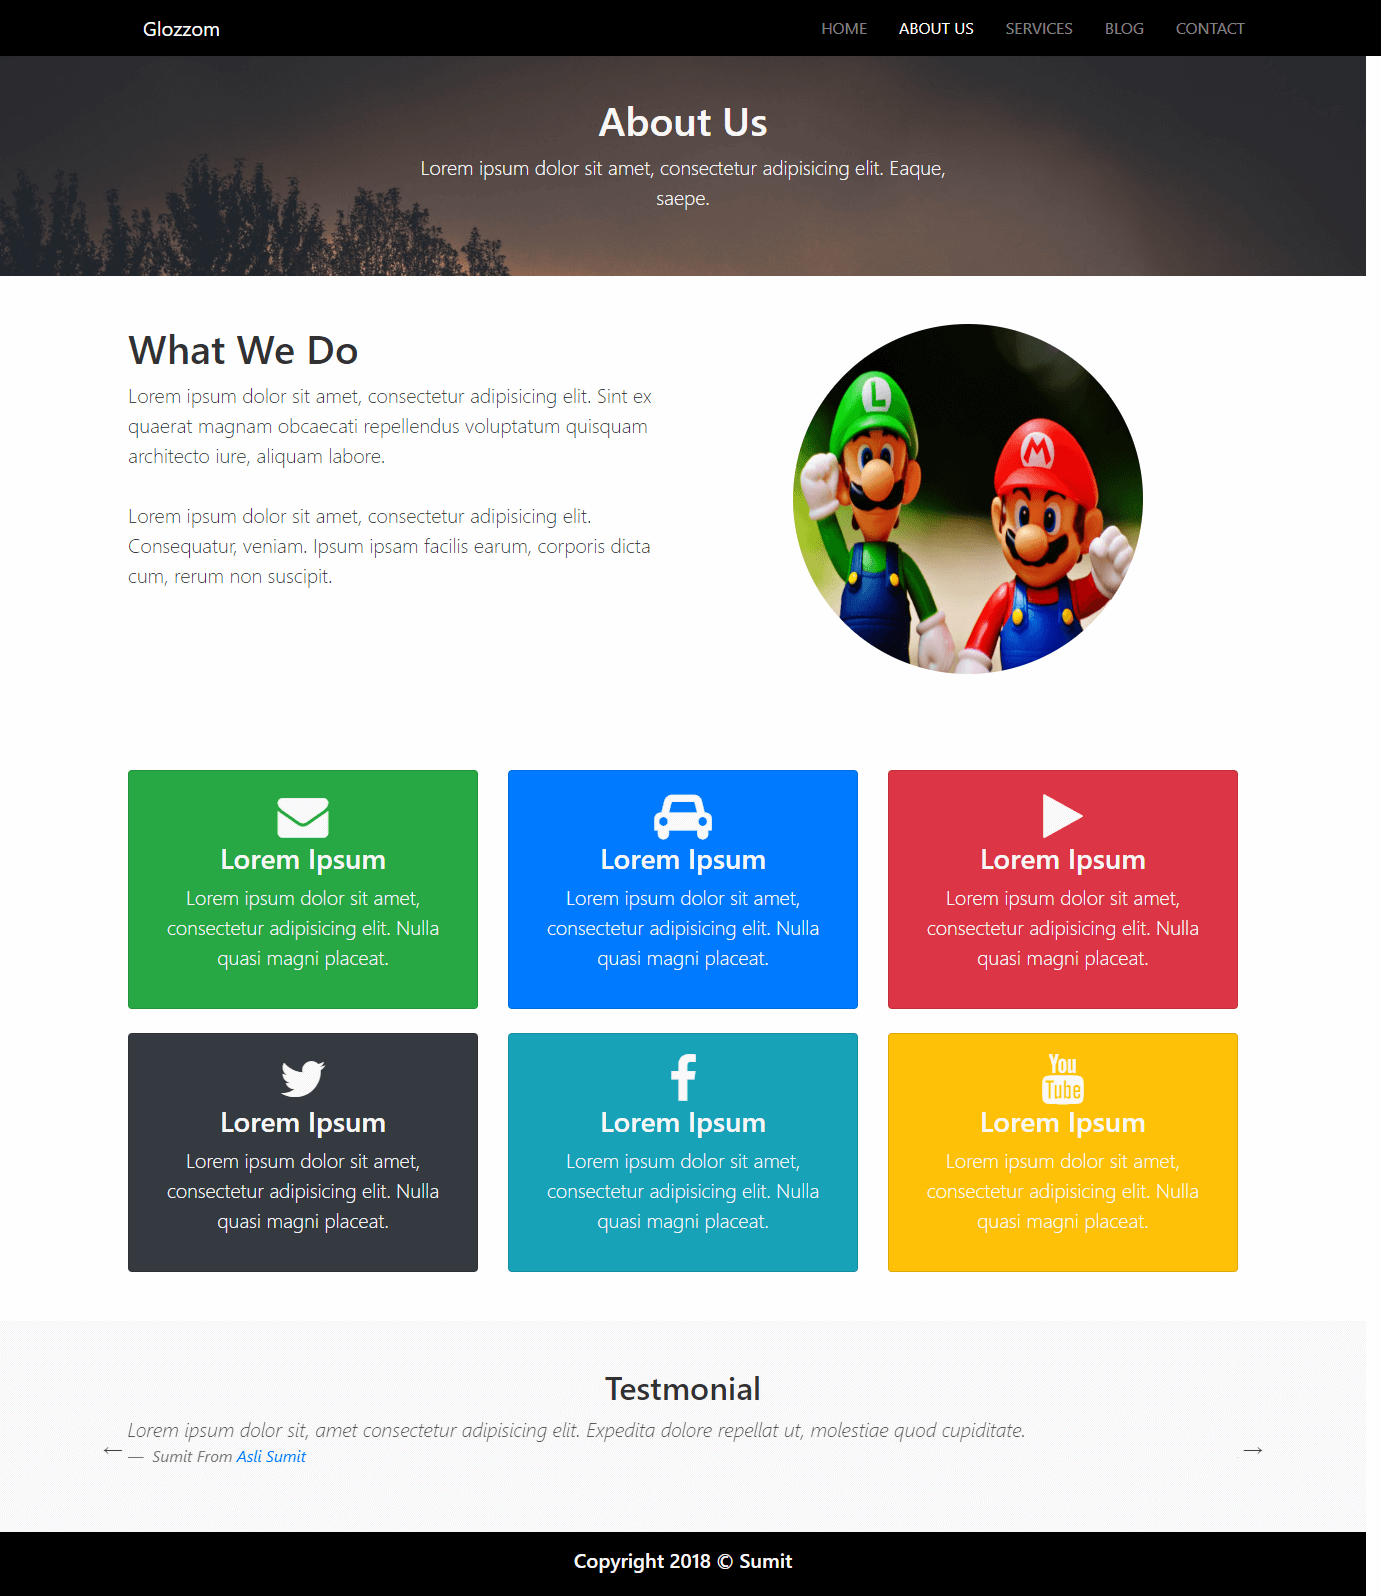 Glozzom
HOME ABOUT US SERVICES BLOG CONTACT
About Us
Lorem ipsum dolor sit amet, consectetur adipisicing elit. Eaque,
saepe.
What We Do
Lorem ipsum dolor sit amet, consectetur adipisicing elit. Sint ex
quaerat magnam obcaecati repellendus voluptatum quisquam
architecto iure, aliquam labore.
Lorem ipsum dolor sit amet, consectetur adipisicing elit.
Consequatur, veniam. Ipsum ipsam facilis earum, corporis dicta
cum, rerum non suscipit.
L
M
Lorem Ipsum
Lorem ipsum dolor sit amet,
consectetur adipisicing elit. Nulla
quasi magni placeat.
Lorem Ipsum
Lorem ipsum dolor sit amet,
consectetur adipisicing elit. Nulla
quasi magni placeat.
Lorem Ipsum
Lorem ipsum dolor sit amet,
consectetur adipisicing elit. Nulla
quasi magni placeat.
Lorem Ipsum
Lorem ipsum dolor sit amet,
consectetur adipisicing elit. Nulla
quasi magni placeat.
Lorem Ipsum
Lorem ipsum dolor sit amet,
consectetur adipisicing elit. Nulla
quasi magni placeat.
You
Tube
Lorem Ipsum
Lorem ipsum dolor sit amet,
consectetur adipisicing elit. Nulla
quasi magni placeat.
Testmonial
Lorem ipsum dolor sit, amet consectetur adipisicing elit. Expedita dolore repellat ut, molestiae quod cupiditate.
— Sumit From Asli Sumit
← →
Copyright 2018 © Sumit